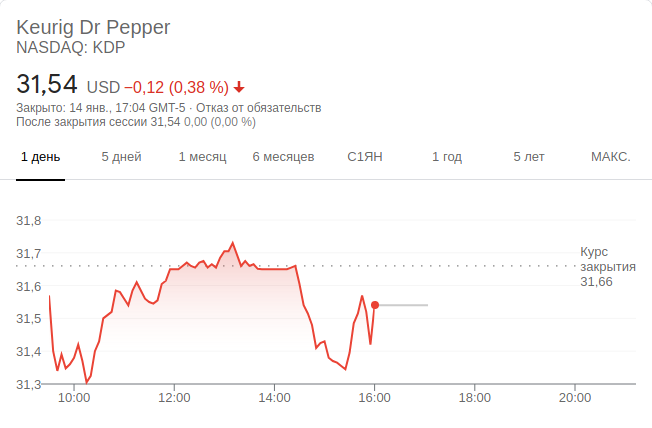 Keurig Dr Pepper
NASDAQ: KDP
31,54 USD −0,12 (0,38 %)
Закрыто: 14 янв., 17:04 GMT-5 · Отказ от обязательств
После закрытия сессии 31,54 0,00 (0,00 %)
1 день 5 дней 1 месяц 6 месяцев С1ЯН 1 год 5 лет МАКС.
31,8
31,7
31,6
31,5
31,4
31,3
Курс
закрытия
31,66
10:00 12:00 14:00 16:00 18:00 20:00